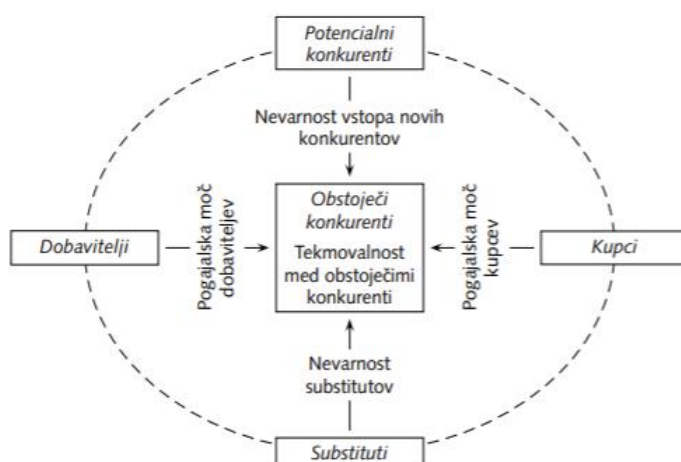 Potencialni
konkurenti
Nevarnost vstopa novih
konkurentov
Dobavitelji
Pogajalska moč
dobaviteljev
Obstoječi
konkurenti
Tekmovalnost
med obstoječimi
konkurenti
Pogajalska moč
kupcev
Kupci
Nevarnost
substitutov
Substituti